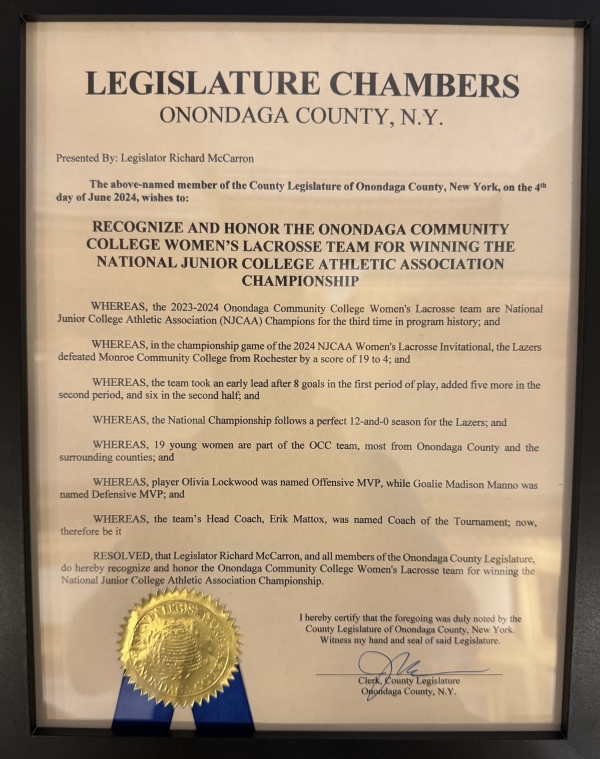 LEGISLATURE CHAMBERS
ONONDAGA COUNTY, N.Y.
Presented By: Legislator Richard McCarron
The above-named member of the County Legislature of Onondaga County, New York, on the 4th
day of June 2024, wishes to:
RECOGNIZE AND HONOR THE ONONDAGA COMMUNITY
COLLEGE WOMEN'S LACROSSE TEAM FOR WINNING THE
NATIONAL JUNIOR COLLEGE ATHLETIC ASSOCIATION
CHAMPIONSHIP
WHEREAS, the 2023-2024 Onondaga Community College Women's Lacrosse team are National
Junior College Athletic Association (NJCAA) Champions for the third time in program history; and
WHEREAS, in the championship game of the 2024 NJCAA Women's Lacrosse Invitational, the Lazers
defeated Monroe Community College from Rochester by a score of 19 to 4; and
WHEREAS, the team took an early lead after 8 goals in the first period of play, added five more in the
second period, and six in the second half; and
WHEREAS, the National Championship follows a perfect 12-and-0 season for the Lazers; and
WHEREAS, 19 young women are part of the OCC team, most from Onondaga County and the
surrounding counties; and
WHEREAS, player Olivia Lockwood was named Offensive MVP, while Goalie Madison Manno was
named Defensive MVP; and
WHEREAS, the team's Head Coach, Erik Mattox, was named Coach of the Tournament; now,
therefore be it
RESOLVED, that Legislator Richard McCarron, and all members of the Onondaga County Legislature,
do hereby recognize and honor the Onondaga Community College Women's Lacrosse team for winning the
National Junior College Athletic Association Championship.
I hereby certify that the foregoing was duly noted by the
County Legislature of Onondaga County, New York.
Witness my hand and seal of said Legislature.
Clerk, County Legislature
Onondaga County, N.Y.